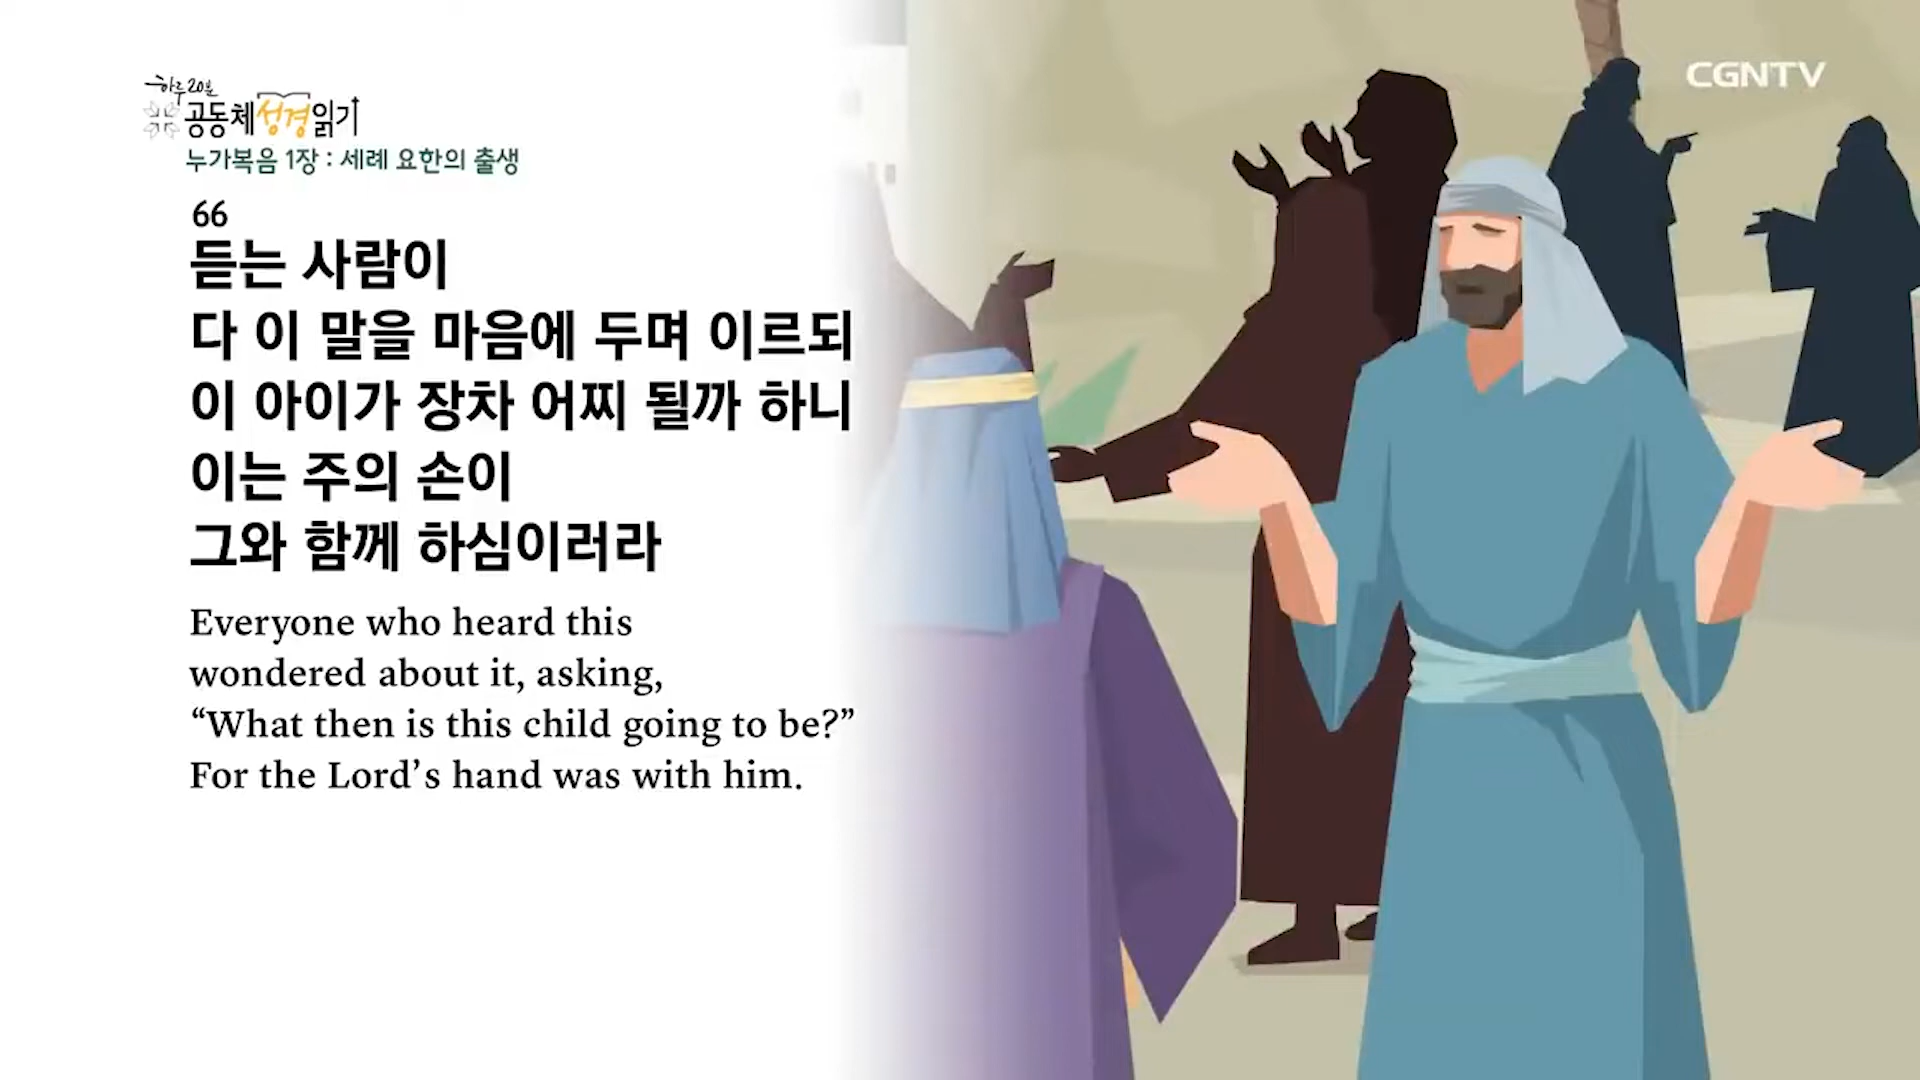 하루 20분
공동체성경읽기
누가복음 1장 : 세례 요한의 출생
66
듣는 사람이
다 이 말을 마음에 두며 이르되
이 아이가 장차 어찌 될까 하니
이는 주의 손이
그와 함께 하심이러라
Everyone who heard this
wondered about it, asking,
“What then is this child going to be?”
For the Lord’s hand was with him.
CGNTV